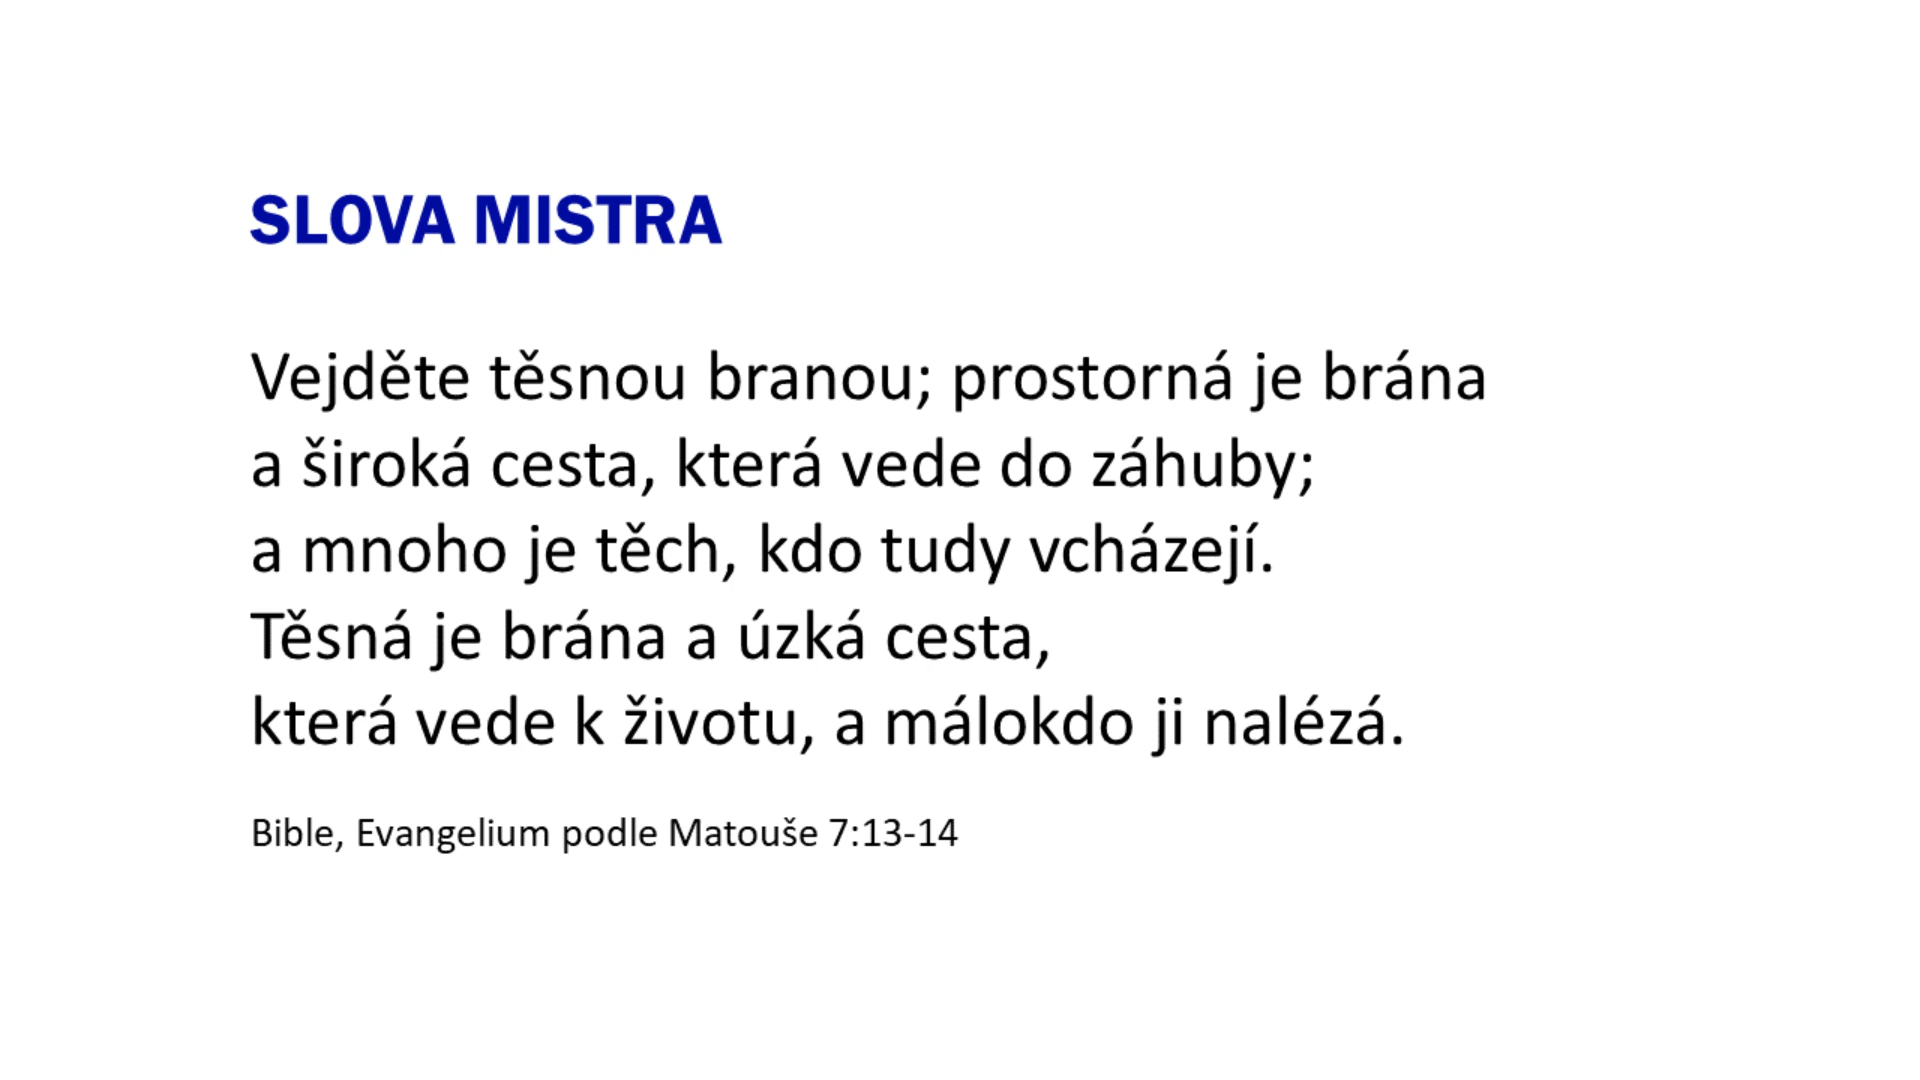 SLOVA MISTRA
Vejděte těsnou branou; prostorná je brána
a široká cesta, která vede do záhuby;
a mnoho je těch, kdo tudy vcházejí.
Těsná je brána a úzká cesta,
která vede k životu, a málokdo ji nalézá.
Bible, Evangelium podle Matouše 7:13-14